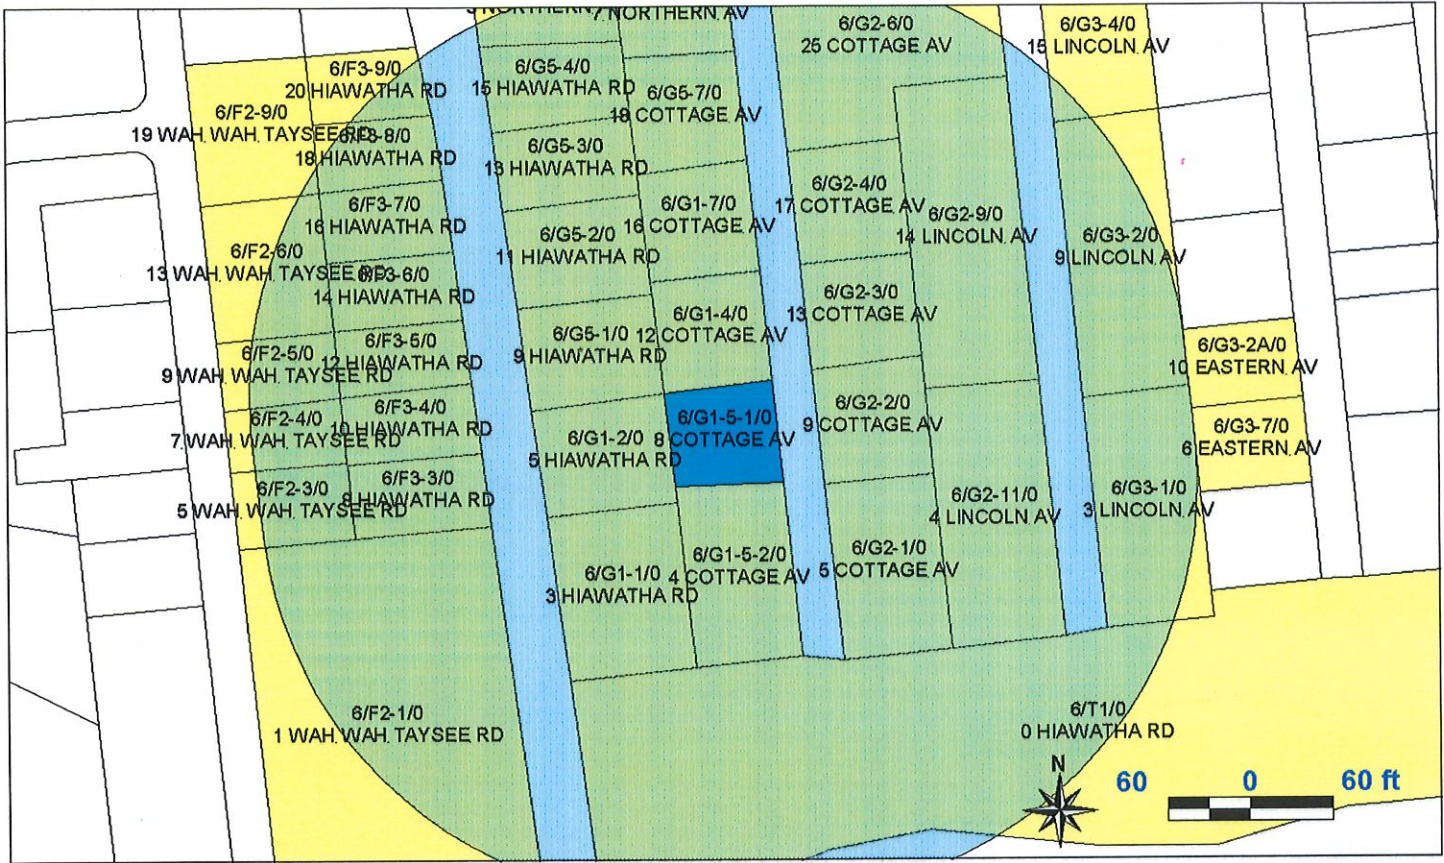 5 NORTHERN AV
7 NORTHERN AV
6/G2-6/0
25 COTTAGE AV
6/G3-4/0
15 LINCOLN AV
6/F3-9/0
20 HIAWATHA RD
6/G5-4/0
15 HIAWATHA RD
6/G5-7/0
18 COTTAGE AV
6/F2-9/0
19 WAH WAH TAYSEE RD
6/F3-8/0
18 HIAWATHA RD
6/G5-3/0
13 HIAWATHA RD
6/F3-7/0
16 HIAWATHA RD
6/G1-7/0
16 COTTAGE AV
6/G2-4/0
17 COTTAGE AV
6/G2-9/0
14 LINCOLN AV
6/G5-2/0
11 HIAWATHA RD
6/G3-2/0
9 LINCOLN AV
6/F2-6/0
13 WAH WAH TAYSEE RD
6/F3-6/0
14 HIAWATHA RD
6/G2-3/0
13 COTTAGE AV
6/G1-4/0
12 COTTAGE AV
6/G5-1/0
9 HIAWATHA RD
6/F2-5/0
9 WAH WAH TAYSEE RD
6/F3-5/0
12 HIAWATHA RD
6/G3-2A/0
10 EASTERN AV
6/F2-4/0
7 WAH WAH TAYSEE RD
6/F3-4/0
10 HIAWATHA RD
6/G1-2/0
5 HIAWATHA RD
6/G1-5-1/0
8 COTTAGE AV
6/G2-2/0
9 COTTAGE AV
6/G3-7/0
6 EASTERN AV
6/F2-3/0
5 WAH WAH TAYSEE RD
6/F3-3/0
8 HIAWATHA RD
6/G2-11/0
4 LINCOLN AV
6/G3-1/0
3 LINCOLN AV
6/G1-1/0
3 HIAWATHA RD
6/G1-5-2/0
4 COTTAGE AV
6/G2-1/0
5 COTTAGE AV
6/F2-1/0
1 WAH WAH TAYSEE RD
6/T1/0
0 HIAWATHA RD
N
60 0 60 ft